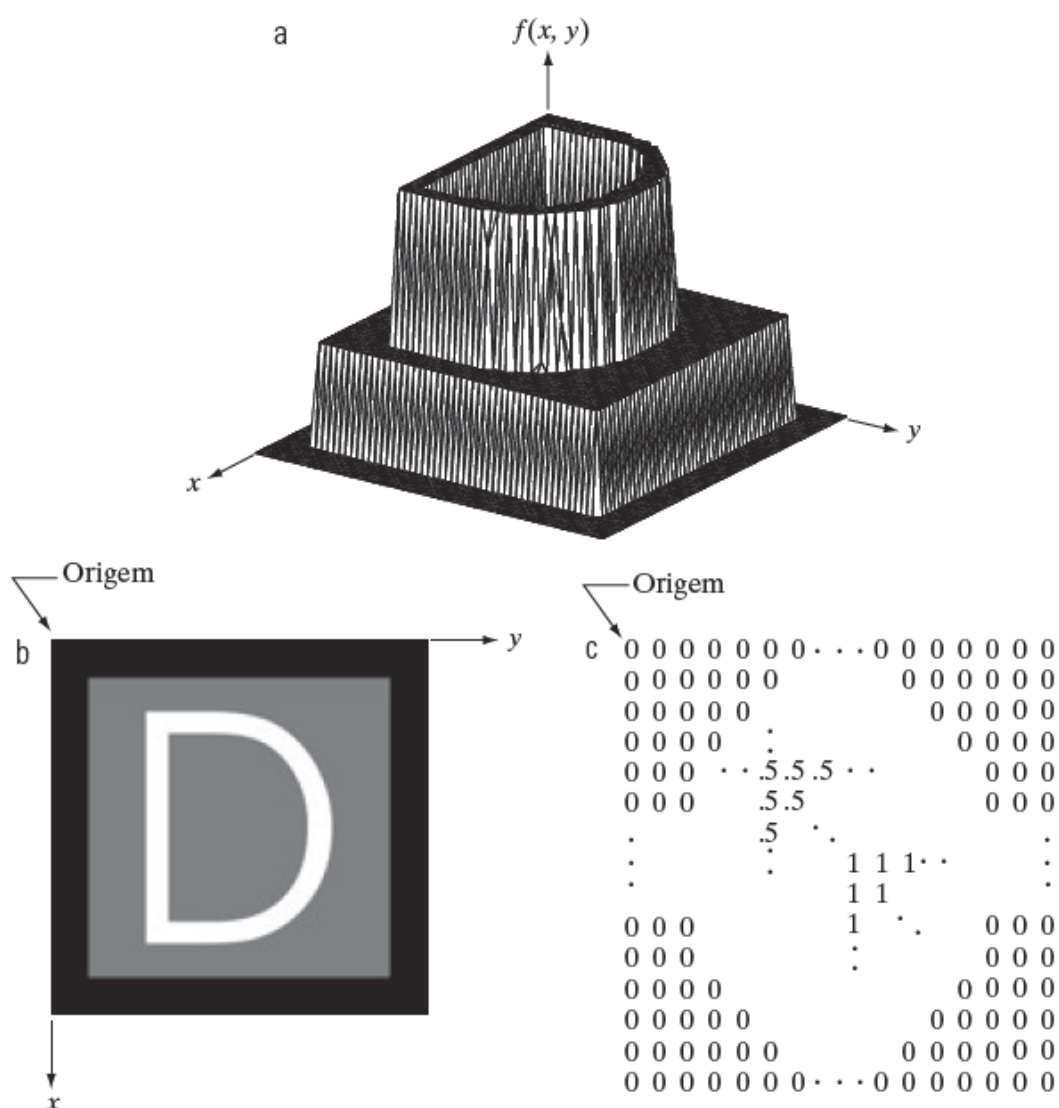 a
f(x, y)
y
x
Origem
b
y
D
x
Origem
c
0 0 0 0 0 0 0 · · · 0 0 0 0 0 0 0
0 0 0 0 0 0 0 0 0 0 0 0
0 0 0 0 0 0 0 0 0 0
0 0 0 0 0 0 0 0
0 0 0 · · .5 .5 .5 · · 0 0 0
0 0 0 .5 .5 0 0 0
.5
1 1 1 · ·
1 1
0 0 0 1 0 0 0
0 0 0 0 0 0
0 0 0 0 0 0 0 0
0 0 0 0 0 0 0 0 0 0
0 0 0 0 0 0 0 0 0 0 0 0
0 0 0 0 0 0 0 · · · 0 0 0 0 0 0 0